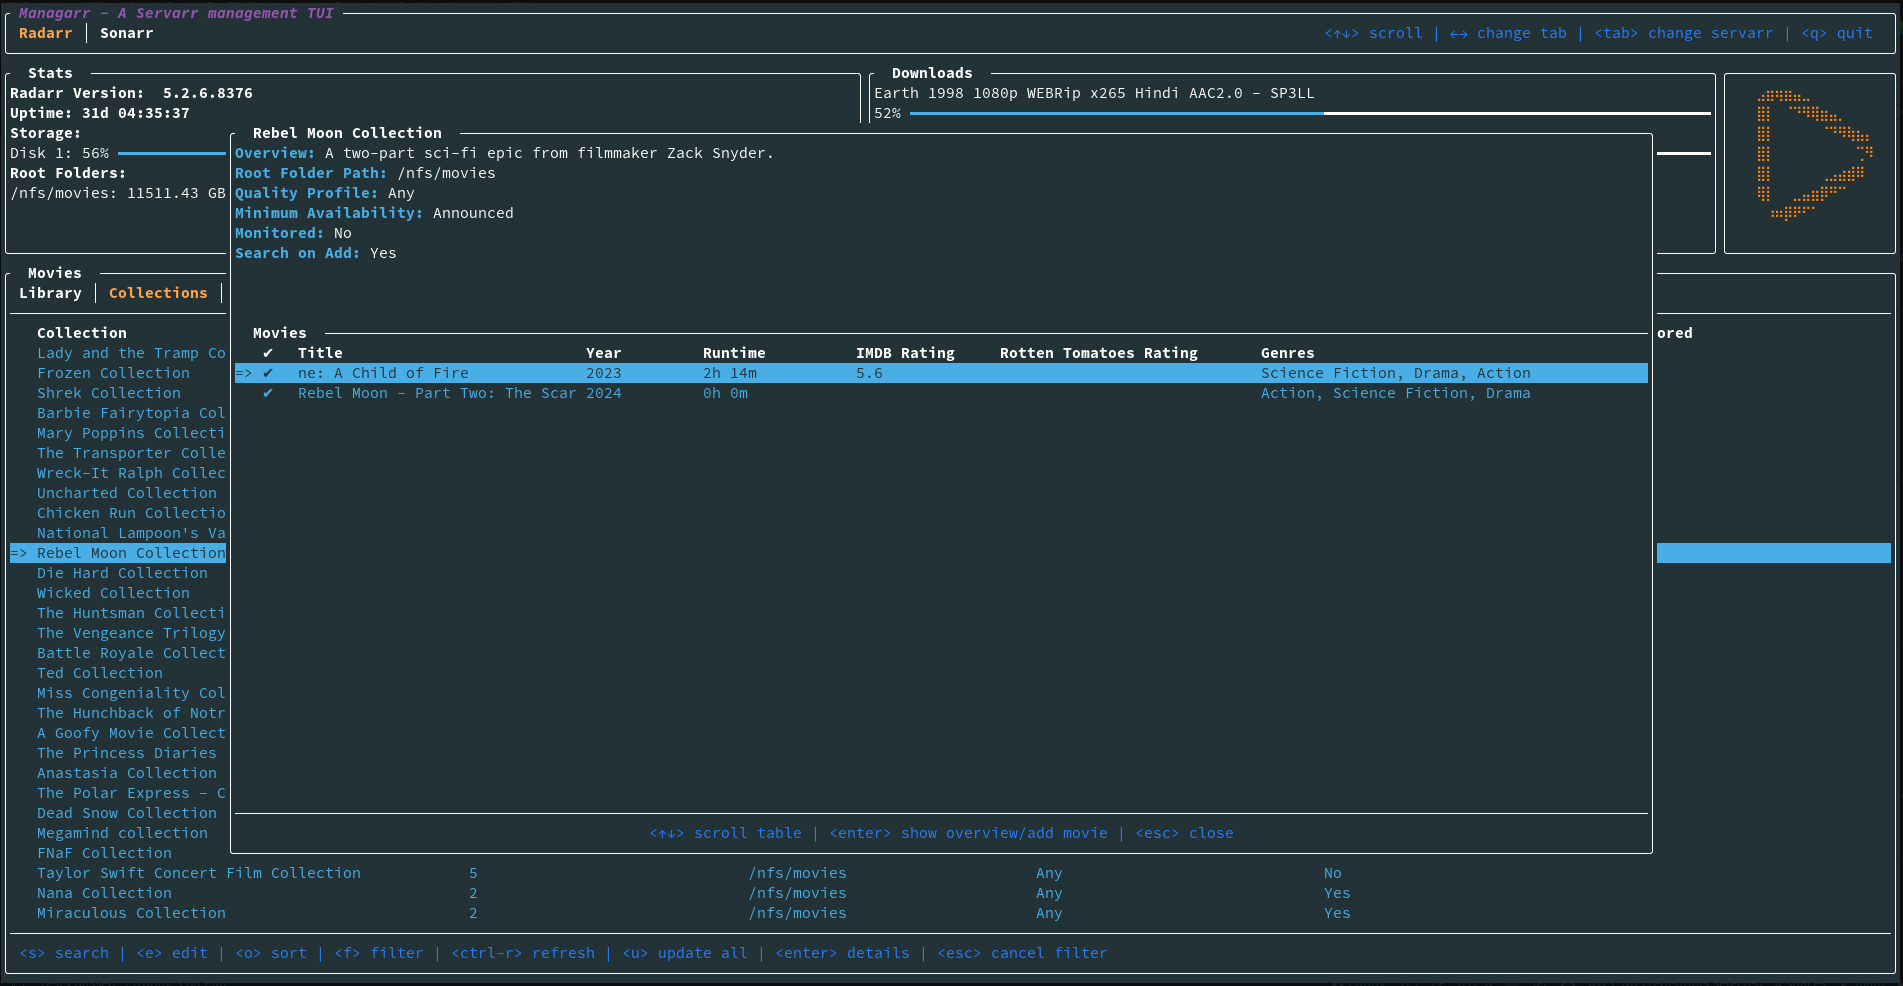 Managarr - A Servarr management TUI
Radarr │ Sonarr
<↑↓> scroll | ←→ change tab | <tab> change servarr | <q> quit
Stats
Radarr Version:  5.2.6.8376
Uptime: 31d 04:35:37
Storage:
Disk 1: 56%
Root Folders:
/nfs/movies: 11511.43 GB
Downloads
Earth 1998 1080p WEBRip x265 Hindi AAC2.0 - SP3LL
52%
Rebel Moon Collection
Overview: A two-part sci-fi epic from filmmaker Zack Snyder.
Root Folder Path: /nfs/movies
Quality Profile: Any
Minimum Availability: Announced
Monitored: No
Search on Add: Yes
Movies
✔ Title Year Runtime IMDB Rating Rotten Tomatoes Rating Genres
=> ✔ ne: A Child of Fire 2023 2h 14m 5.6 Science Fiction, Drama, Action
✔ Rebel Moon - Part Two: The Scar 2024 0h 0m Action, Science Fiction, Drama
<↑↓> scroll table | <enter> show overview/add movie | <esc> close
Movies
Library │ Collections │
Collection ored
Lady and the Tramp Co
Frozen Collection
Shrek Collection
Barbie Fairytopia Col
Mary Poppins Collecti
The Transporter Colle
Wreck-It Ralph Collec
Uncharted Collection
Chicken Run Collectio
National Lampoon's Va
=> Rebel Moon Collection
Die Hard Collection
Wicked Collection
The Huntsman Collecti
The Vengeance Trilogy
Battle Royale Collect
Ted Collection
Miss Congeniality Col
The Hunchback of Notr
A Goofy Movie Collect
The Princess Diaries
Anastasia Collection
The Polar Express - C
Dead Snow Collection
Megamind collection
FNaF Collection
Taylor Swift Concert Film Collection 5 /nfs/movies Any No
Nana Collection 2 /nfs/movies Any Yes
Miraculous Collection 2 /nfs/movies Any Yes
<s> search | <e> edit | <o> sort | <f> filter | <ctrl-r> refresh | <u> update all | <enter> details | <esc> cancel filter